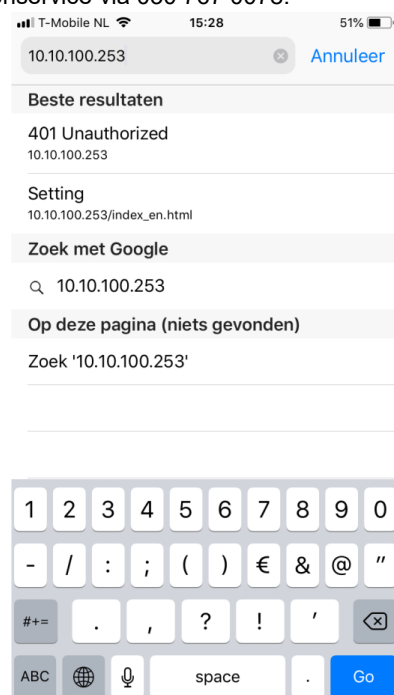 T-Mobile NL 15:28 51%
10.10.100.253 Annuleer
Beste resultaten
401 Unauthorized
10.10.100.253
Setting
10.10.100.253/index_en.html
Zoek met Google
10.10.100.253
Op deze pagina (niets gevonden)
Zoek '10.10.100.253'
1 2 3 4 5 6 7 8 9 0
- / : ; ( ) € & @ "
#+= . , ? ! '
ABC space . Go